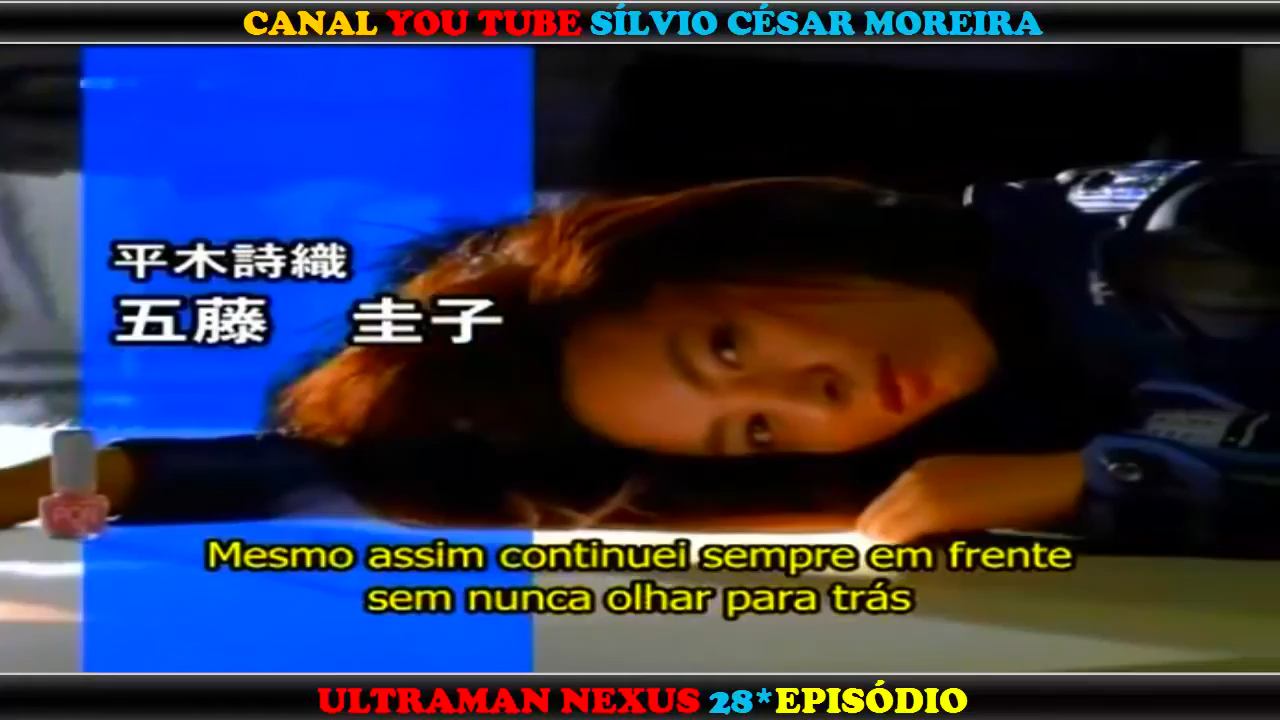 CANAL YOU TUBE SÍLVIO CÉSAR MOREIRA
平木詩織
五藤 圭子
PON
Mesmo assim continuei sempre em frente
sem nunca olhar para trás
ULTRAMAN NEXUS 28*EPISÓDIO